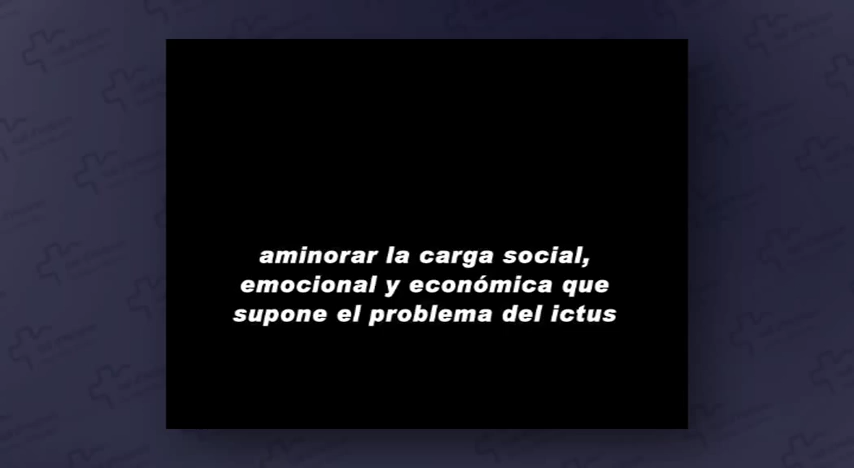 aminorar la carga social,
emocional y económica que
supone el problema del ictus